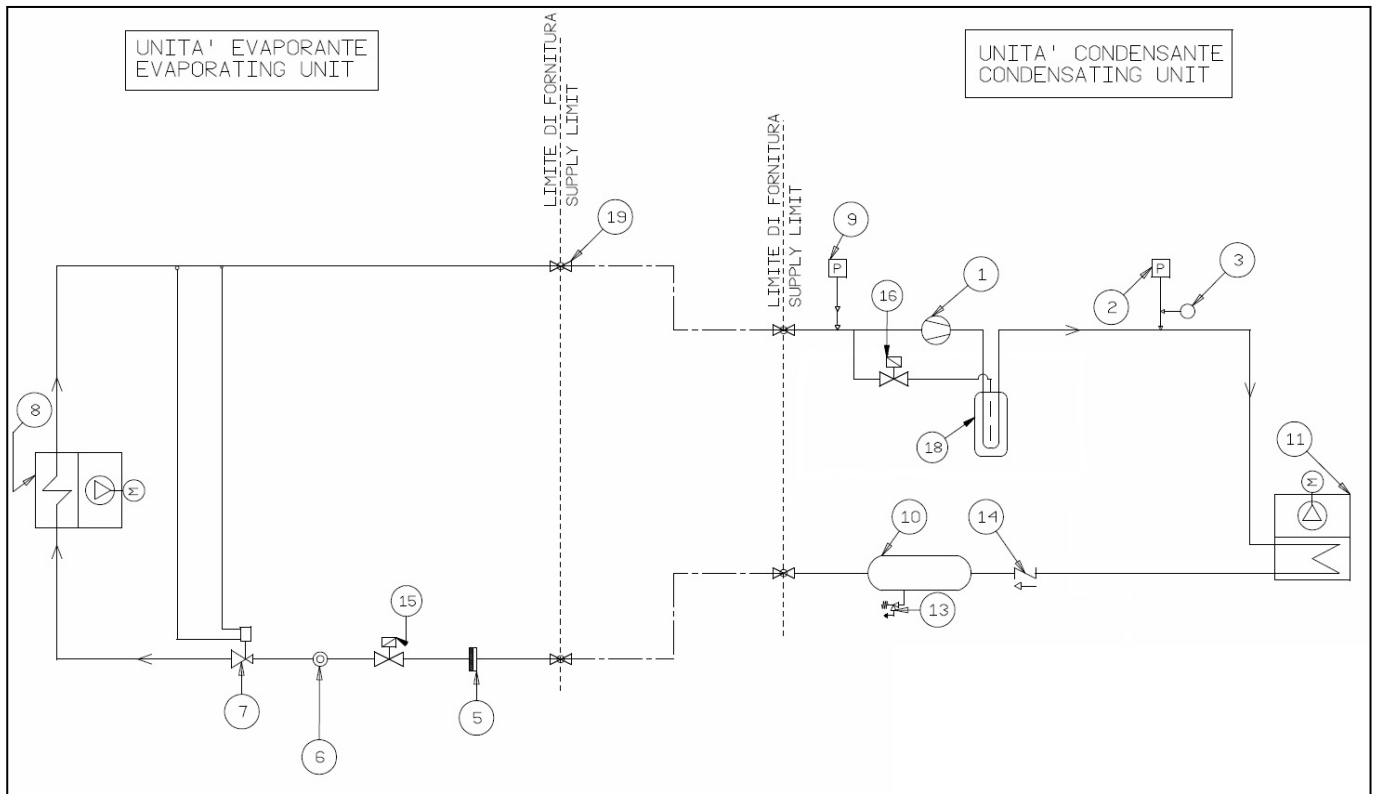 UNITA' EVAPORANTE
EVAPORATING UNIT
UNITA' CONDENSANTE
CONDENSATING UNIT
LIMITE DI FORNITURA
SUPPLY LIMIT
LIMITE DI FORNITURA
SUPPLY LIMIT
19
9
P
1
16
P
2
3
8
M
18
11
M
10
14
13
15
7
6
5